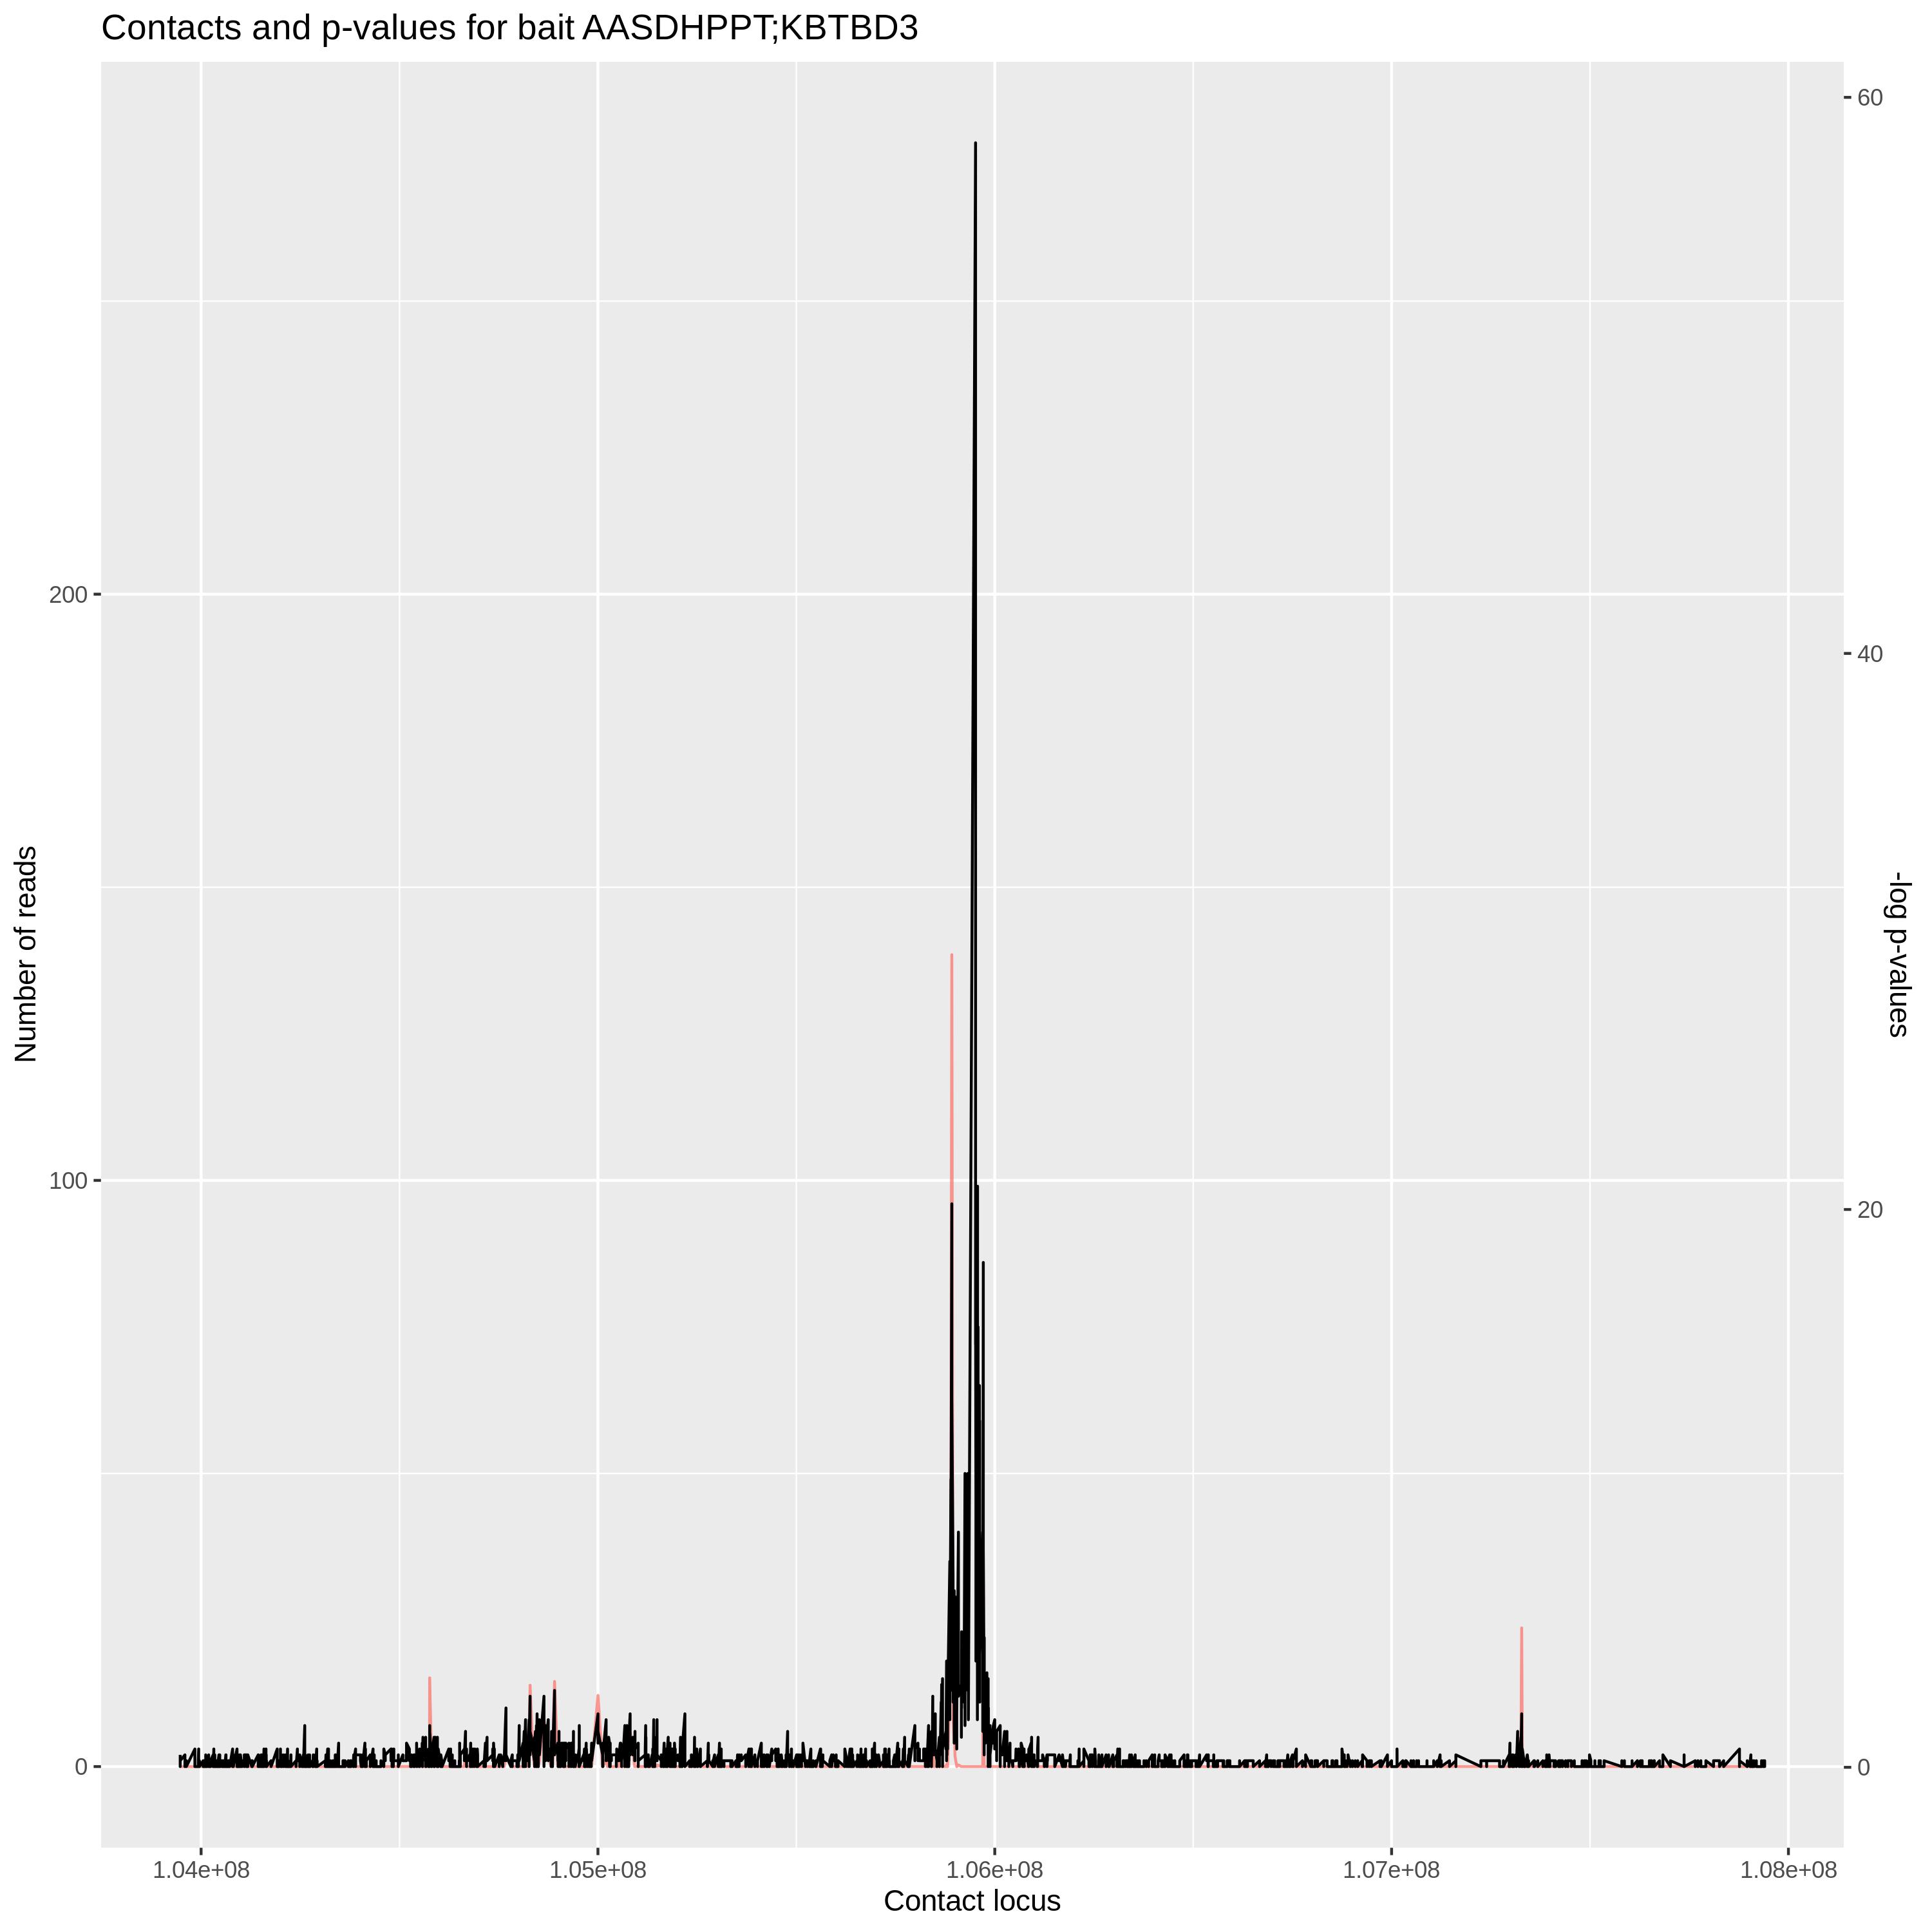 Contacts and p-values for bait AASDHPPT;KBTBD3
60
200
40
Number of reads
-log p-values
100
20
0
0
1.04e+08
1.05e+08
1.06e+08
1.07e+08
1.08e+08
Contact locus